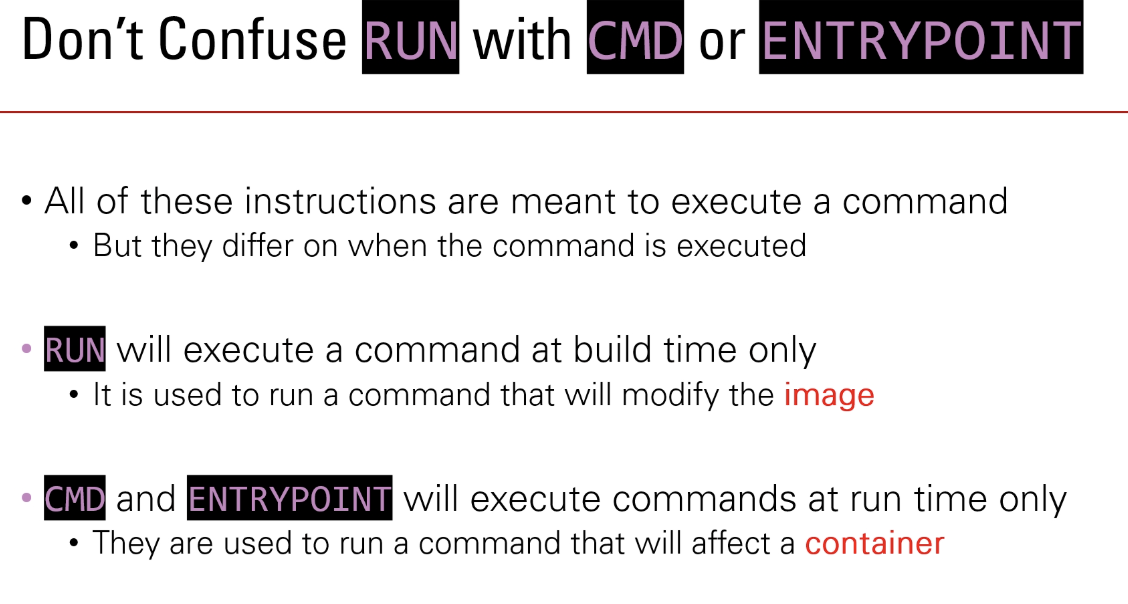 Don’t Confuse RUN with CMD or ENTRYPOINT
• All of these instructions are meant to execute a command
• But they differ on when the command is executed
• RUN will execute a command at build time only
• It is used to run a command that will modify the image
• CMD and ENTRYPOINT will execute commands at run time only
• They are used to run a command that will affect a container